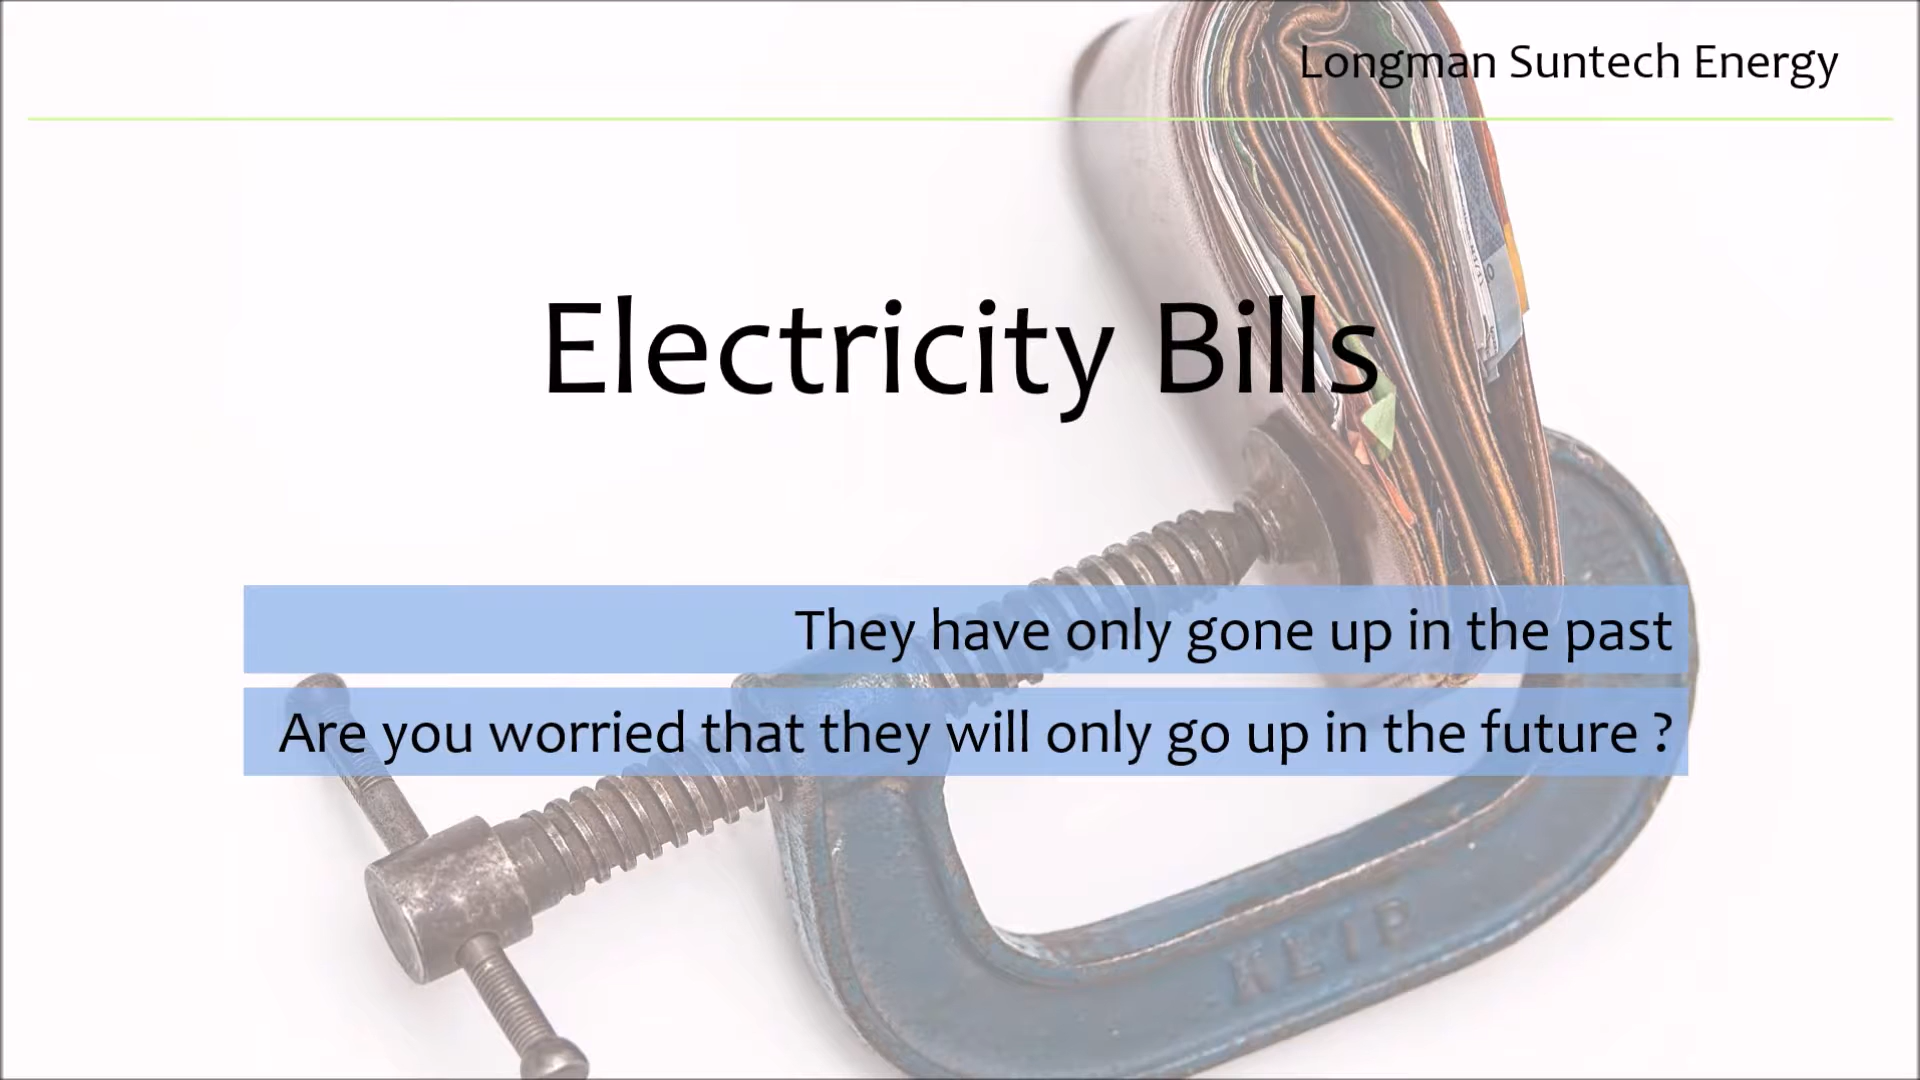 Longman Suntech Energy
Electricity Bills
They have only gone up in the past
Are you worried that they will only go up in the future ?
KLIP